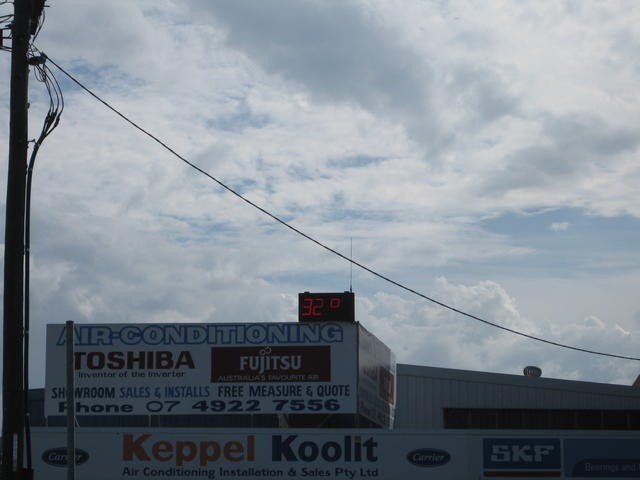 32°
AIR-CONDITIONING
TOSHIBA
Inventor of the Inverter
FUJITSU
AUSTRALIA'S FAVOURITE AIR
SHOWROOM SALES & INSTALLS FREE MEASURE & QUOTE
Phone 07 4922 7556
Carrier
Keppel Koolit
Air Conditioning Installation & Sales Pty Ltd
Carrier
SKF
Bearings and